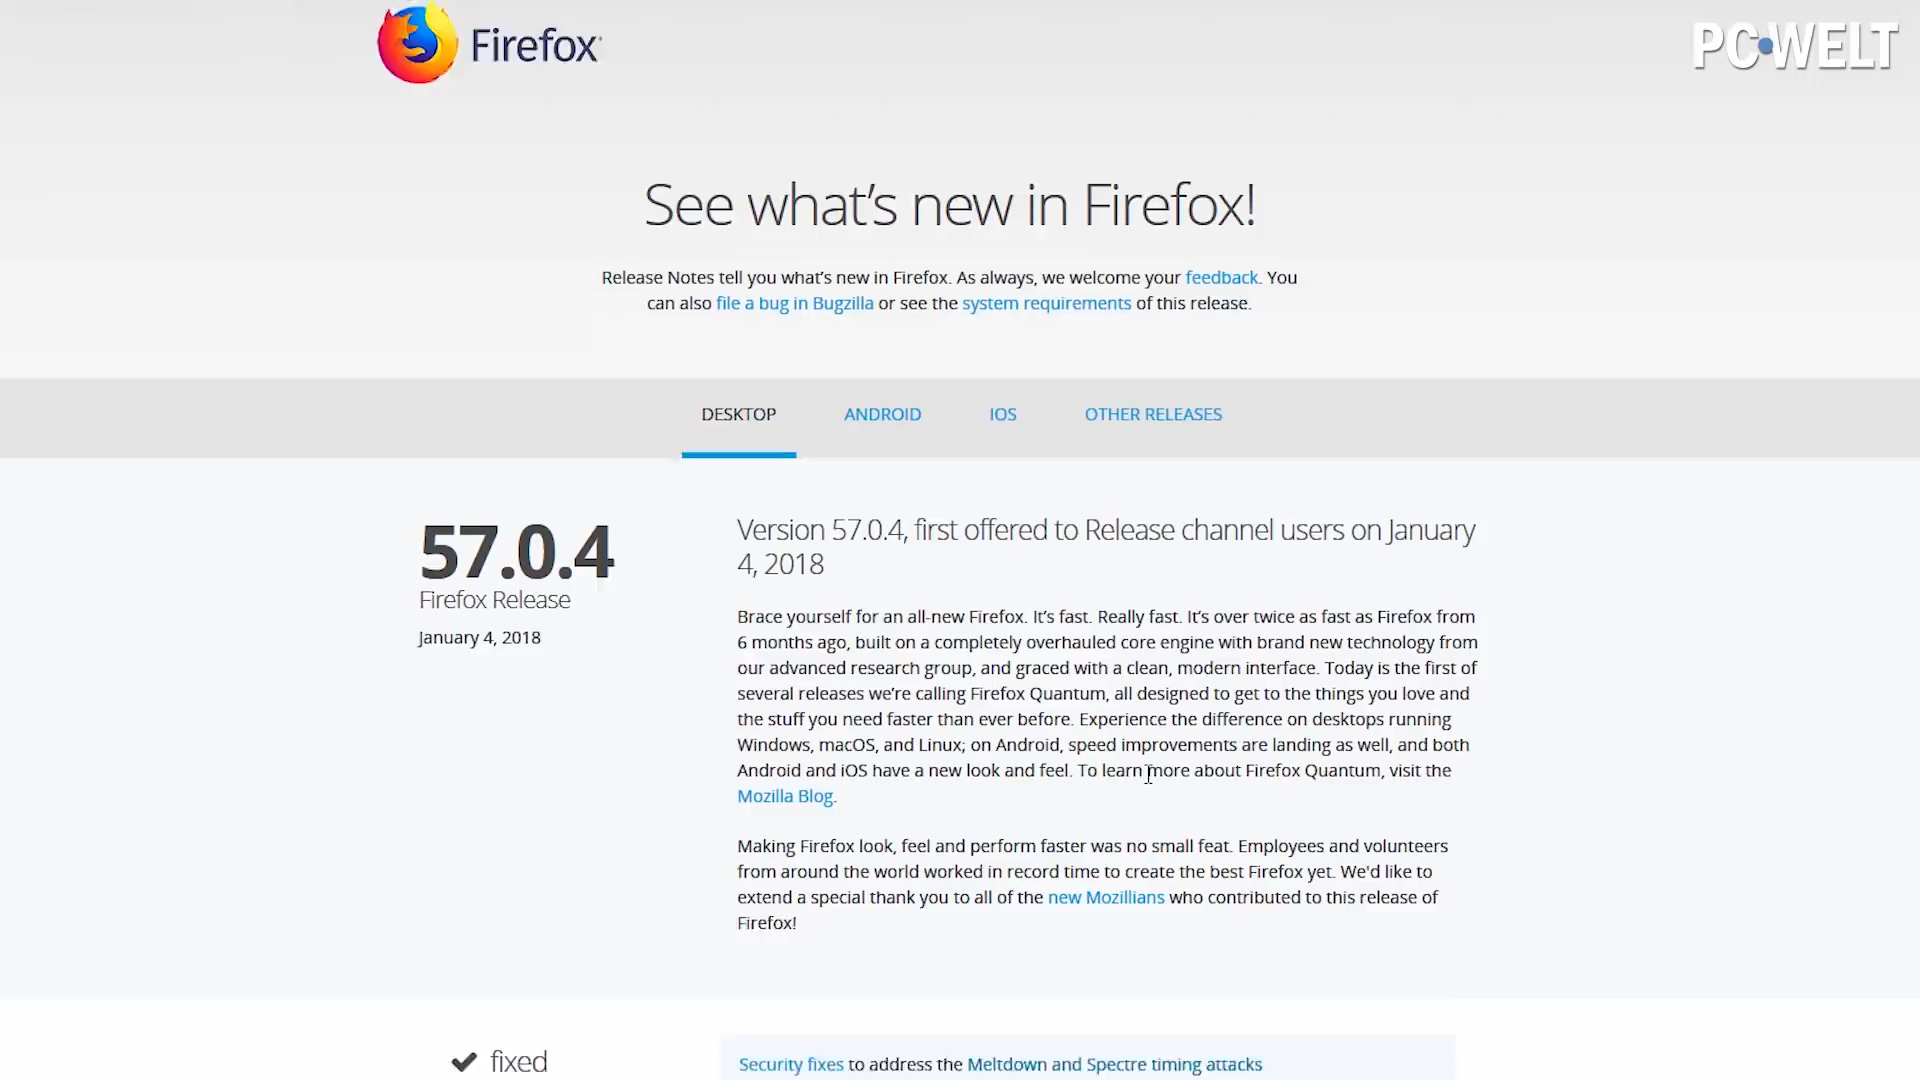 Firefox
PC WELT
See what's new in Firefox!
Release Notes tell you what's new in Firefox. As always, we welcome your feedback. You
can also file a bug in Bugzilla or see the system requirements of this release.
DESKTOP ANDROID IOS OTHER RELEASES
57.0.4
Firefox Release
January 4, 2018
Version 57.0.4, first offered to Release channel users on January
4, 2018
Brace yourself for an all-new Firefox. It's fast. Really fast. It's over twice as fast as Firefox from
6 months ago, built on a completely overhauled core engine with brand new technology from
our advanced research group, and graced with a clean, modern interface. Today is the first of
several releases we're calling Firefox Quantum, all designed to get to the things you love and
the stuff you need faster than ever before. Experience the difference on desktops running
Windows, macOS, and Linux; on Android, speed improvements are landing as well, and both
Android and iOS have a new look and feel. To learn more about Firefox Quantum, visit the
Mozilla Blog.
Making Firefox look, feel and perform faster was no small feat. Employees and volunteers
from around the world worked in record time to create the best Firefox yet. We'd like to
extend a special thank you to all of the new Mozillians who contributed to this release of
Firefox!
fixed
Security fixes to address the Meltdown and Spectre timing attacks